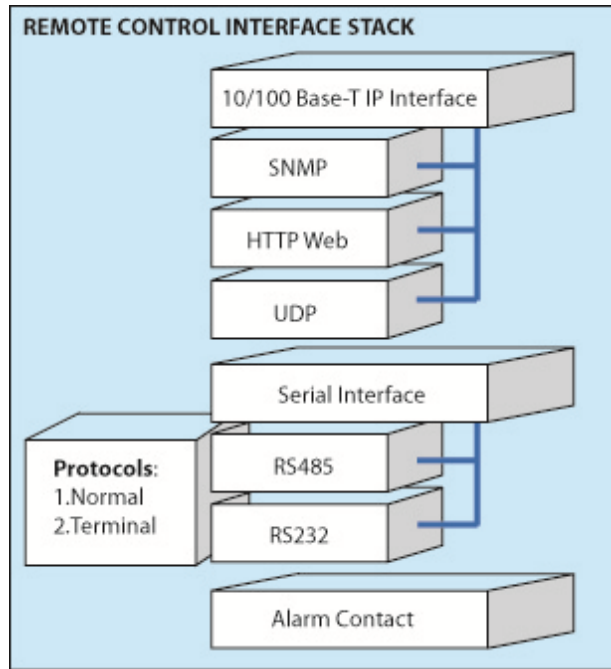 REMOTE CONTROL INTERFACE STACK
10/100 Base-T IP Interface
SNMP
HTTP Web
UDP
Serial Interface
Protocols:
1.Normal
2.Terminal
RS485
RS232
Alarm Contact